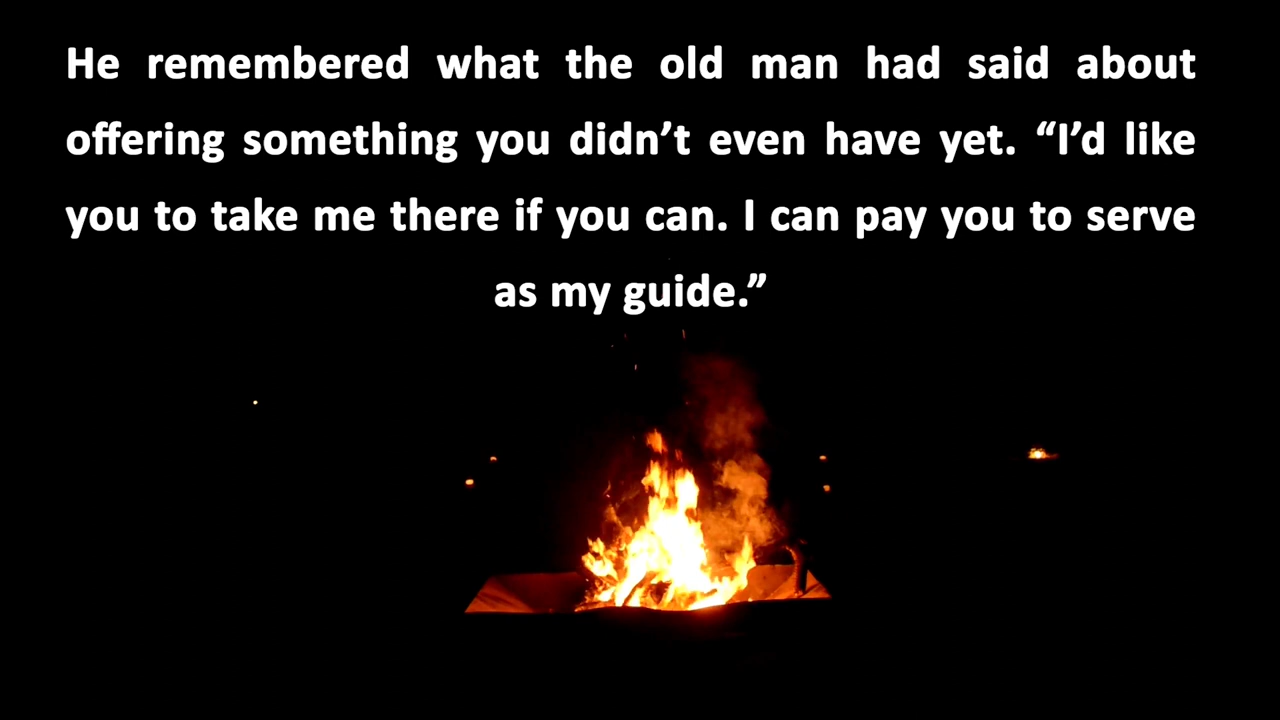 He remembered what the old man had said about
offering something you didn’t even have yet. “I’d like
you to take me there if you can. I can pay you to serve
as my guide.”